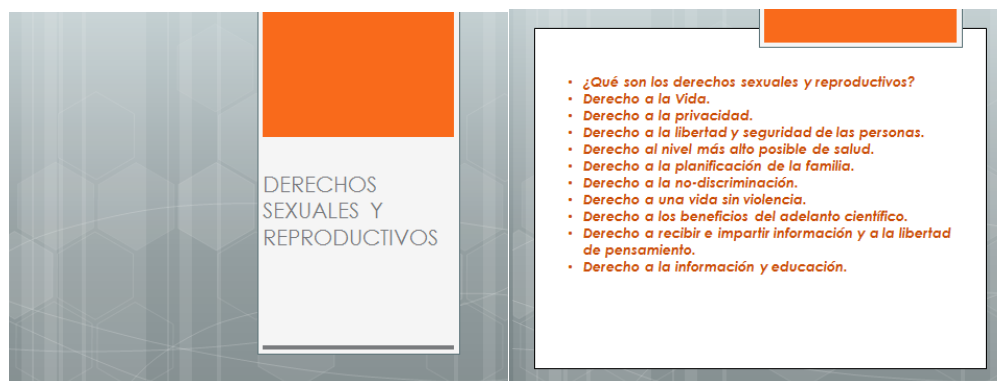 DERECHOS
SEXUALES Y
REPRODUCTIVOS
• ¿Qué son los derechos sexuales y reproductivos?
• Derecho a la Vida.
• Derecho a la privacidad.
• Derecho a la libertad y seguridad de las personas.
• Derecho al nivel más alto posible de salud.
• Derecho a la planificación de la familia.
• Derecho a la no-discriminación.
• Derecho a una vida sin violencia.
• Derecho a los beneficios del adelanto científico.
• Derecho a recibir e impartir información y a la libertad
de pensamiento.
• Derecho a la información y educación.